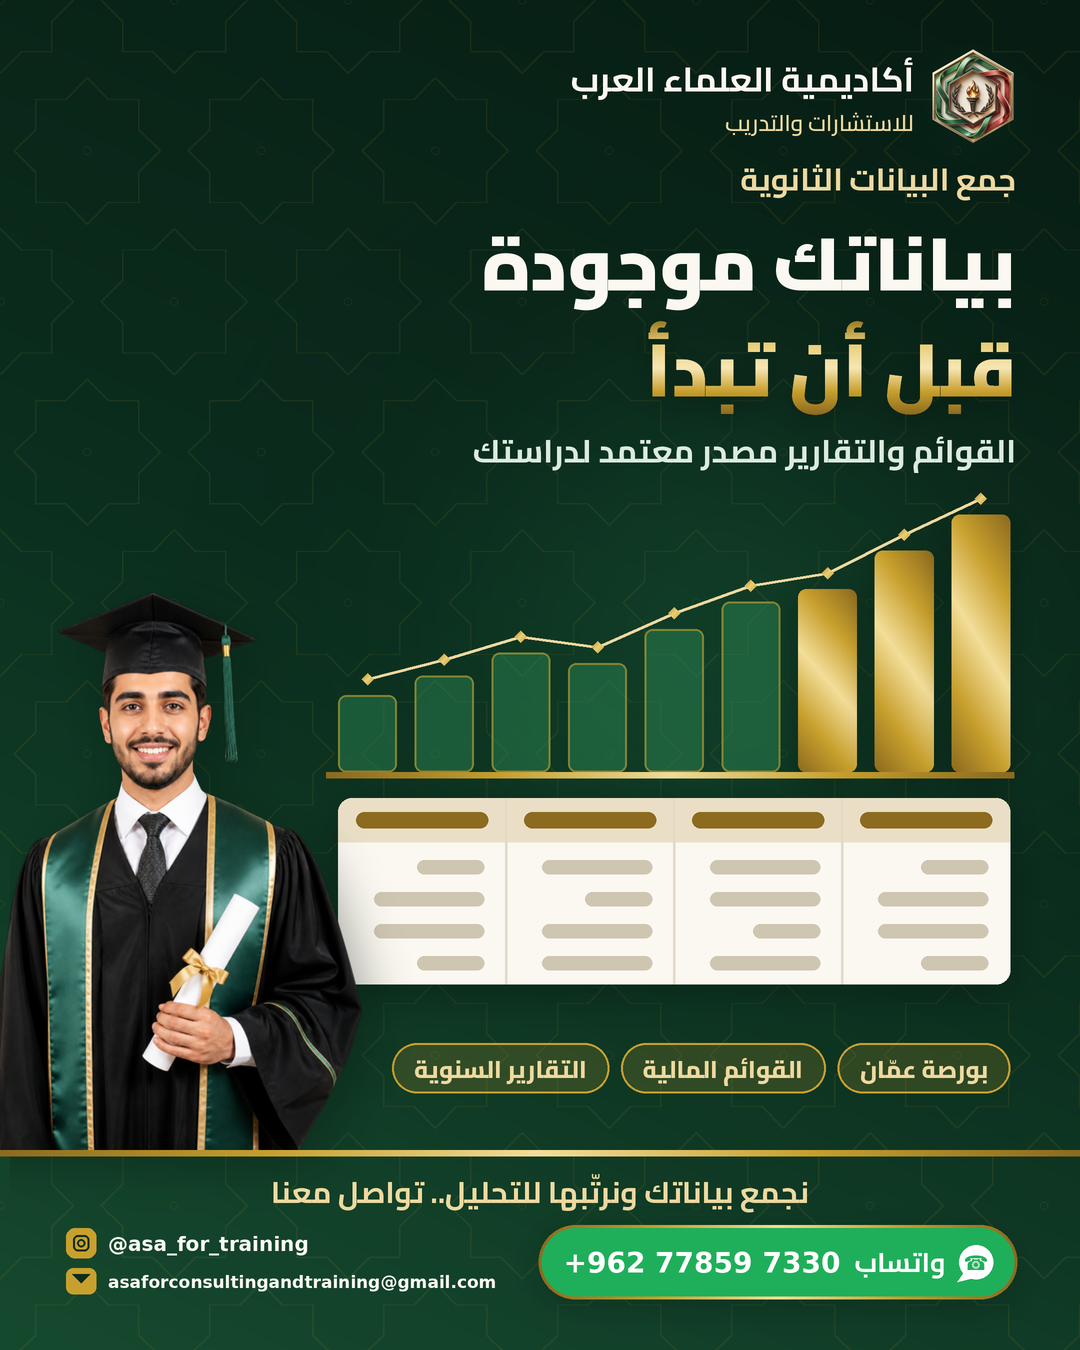 أكاديمية العلماء العرب
للاستشارات والتدريب
جمع البيانات الثانوية
بياناتك موجودة
قبل أن تبدأ
القوائم والتقارير مصدر معتمد لدراستك
بورصة عمّان
القوائم المالية
التقارير السنوية
نجمع بياناتك ونرتّبها للتحليل.. تواصل معنا
واتساب +962 77859 7330
@asa_for_training
asaforconsultingandtraining@gmail.com